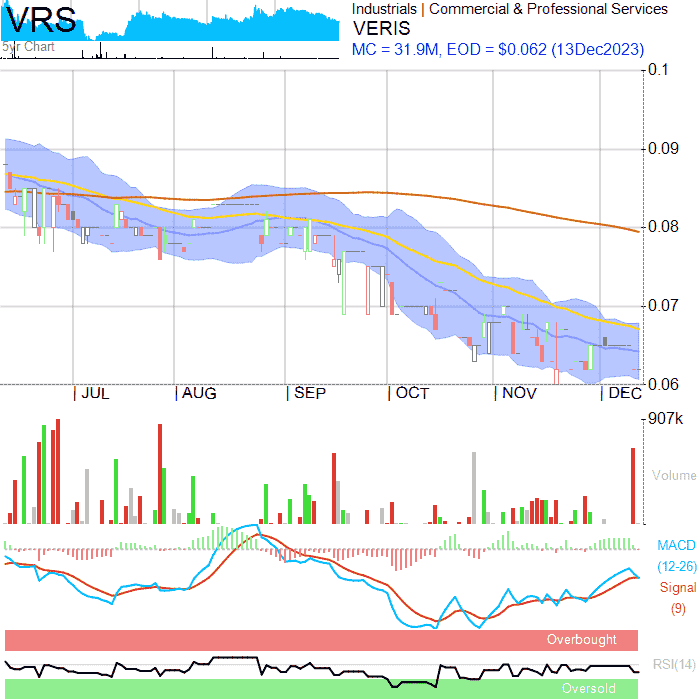 VRS
5yr Chart
Industrials | Commercial & Professional Services
VERIS
MC = 31.9M, EOD = $0.062 (13Dec2023)
0.1
0.09
0.08
0.07
0.06
JUL AUG SEP OCT NOV DEC
907k
Volume
MACD
(12-26)
Signal
(9)
Overbought
RSI(14)
Oversold